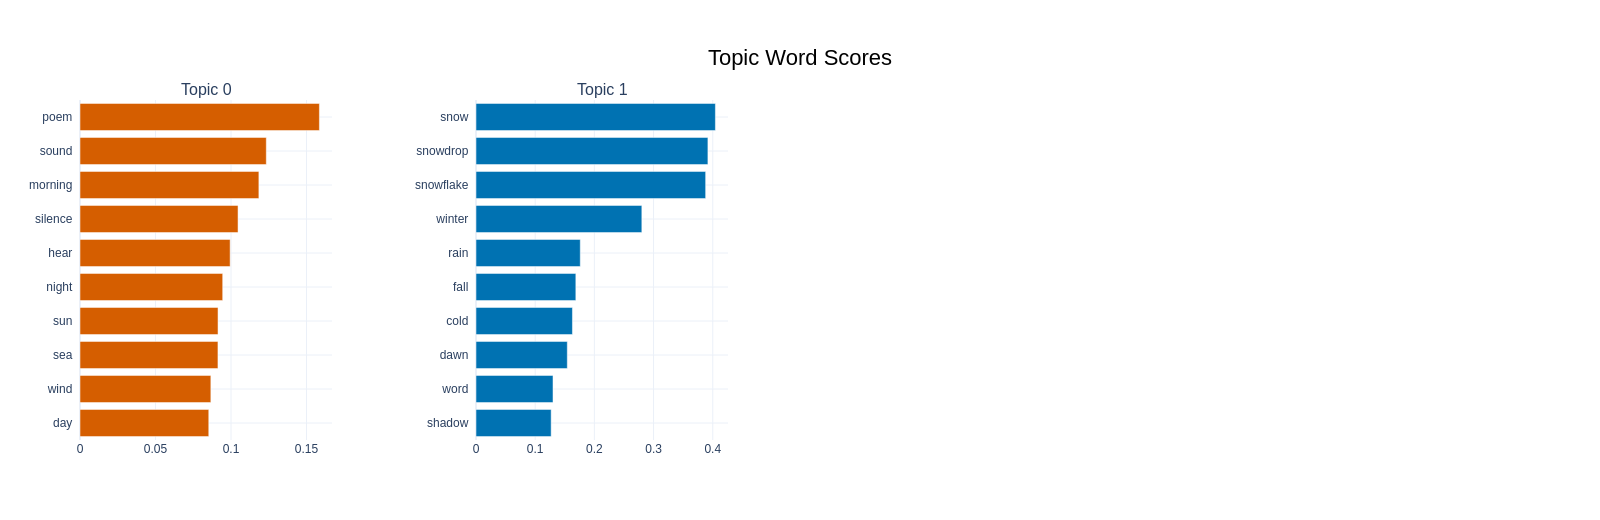 Topic Word Scores
Topic 0
poem
sound
morning
silence
hear
night
sun
sea
wind
day
0 0.05 0.1 0.15
Topic 1
snow
snowdrop
snowflake
winter
rain
fall
cold
dawn
word
shadow
0 0.1 0.2 0.3 0.4